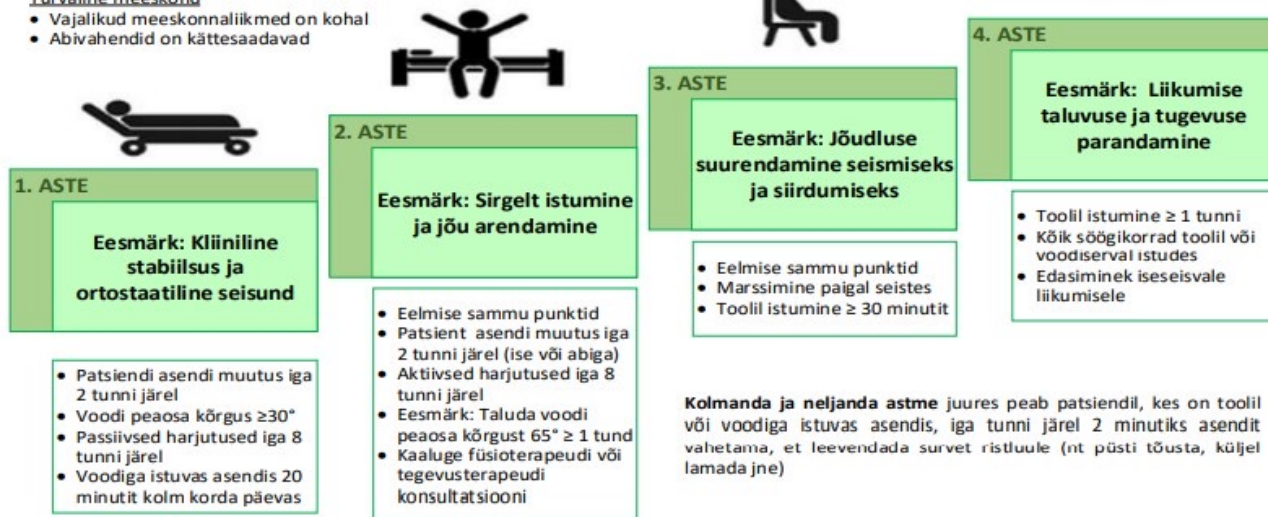 Turvaline meeskond
• Vajalikud meeskonnaliikmed on kohal
• Abivahendid on kättesaadavad
1. ASTE
Eesmärk: Kliiniline
stabiilsus ja
ortostaatiline seisund
• Patsiendi asendi muutus iga
2 tunni järel
• Voodi peaosa kõrgus ≥30°
• Passiivsed harjutused iga 8
tunni järel
• Voodiga istuvas asendis 20
minutit kolm korda päevas
2. ASTE
Eesmärk: Sirgelt istumine
ja jõu arendamine
• Eelmise sammu punktid
• Patsient asendi muutus iga
2 tunni järel (ise või abiga)
• Aktiivsed harjutused iga 8
tunni järel
• Eesmärk: Taluda voodi
peaosa kõrgust 65° ≥ 1 tund
• Kaaluge füsioterapeudi või
tegevusterapeudi
konsultatsiooni
3. ASTE
Eesmärk: Jõudluse
suurendamine seismiseks
ja siirdumiseks
• Eelmise sammu punktid
• Marssimine paigal seistes
• Toolil istumine ≥ 30 minutit
4. ASTE
Eesmärk: Liikumise
taluvuse ja tugevuse
parandamine
• Toolil istumine ≥ 1 tunni
• Kõik söögikorrad toolil või
voodiserval istudes
• Edasiminek iseseisvale
liikumisele
Kolmanda ja neljanda astme juures peab patsiendil, kes on toolil
või voodiga istuvas asendis, iga tunni järel 2 minutiks asendit
vahetama, et leevendada survet ristluule (nt püsti tõusta, küljel
lamada jne)